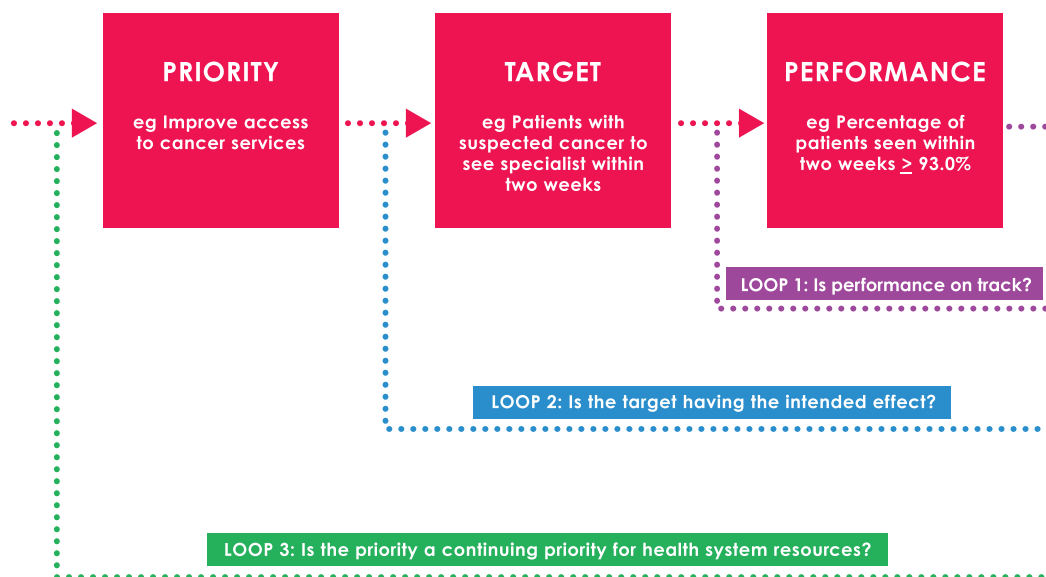 PRIORITY
eg Improve access
to cancer services
TARGET
eg Patients with
suspected cancer to
see specialist within
two weeks
PERFORMANCE
eg Percentage of
patients seen within
two weeks ≥ 93.0%
LOOP 1: Is performance on track?
LOOP 2: Is the target having the intended effect?
LOOP 3: Is the priority a continuing priority for health system resources?